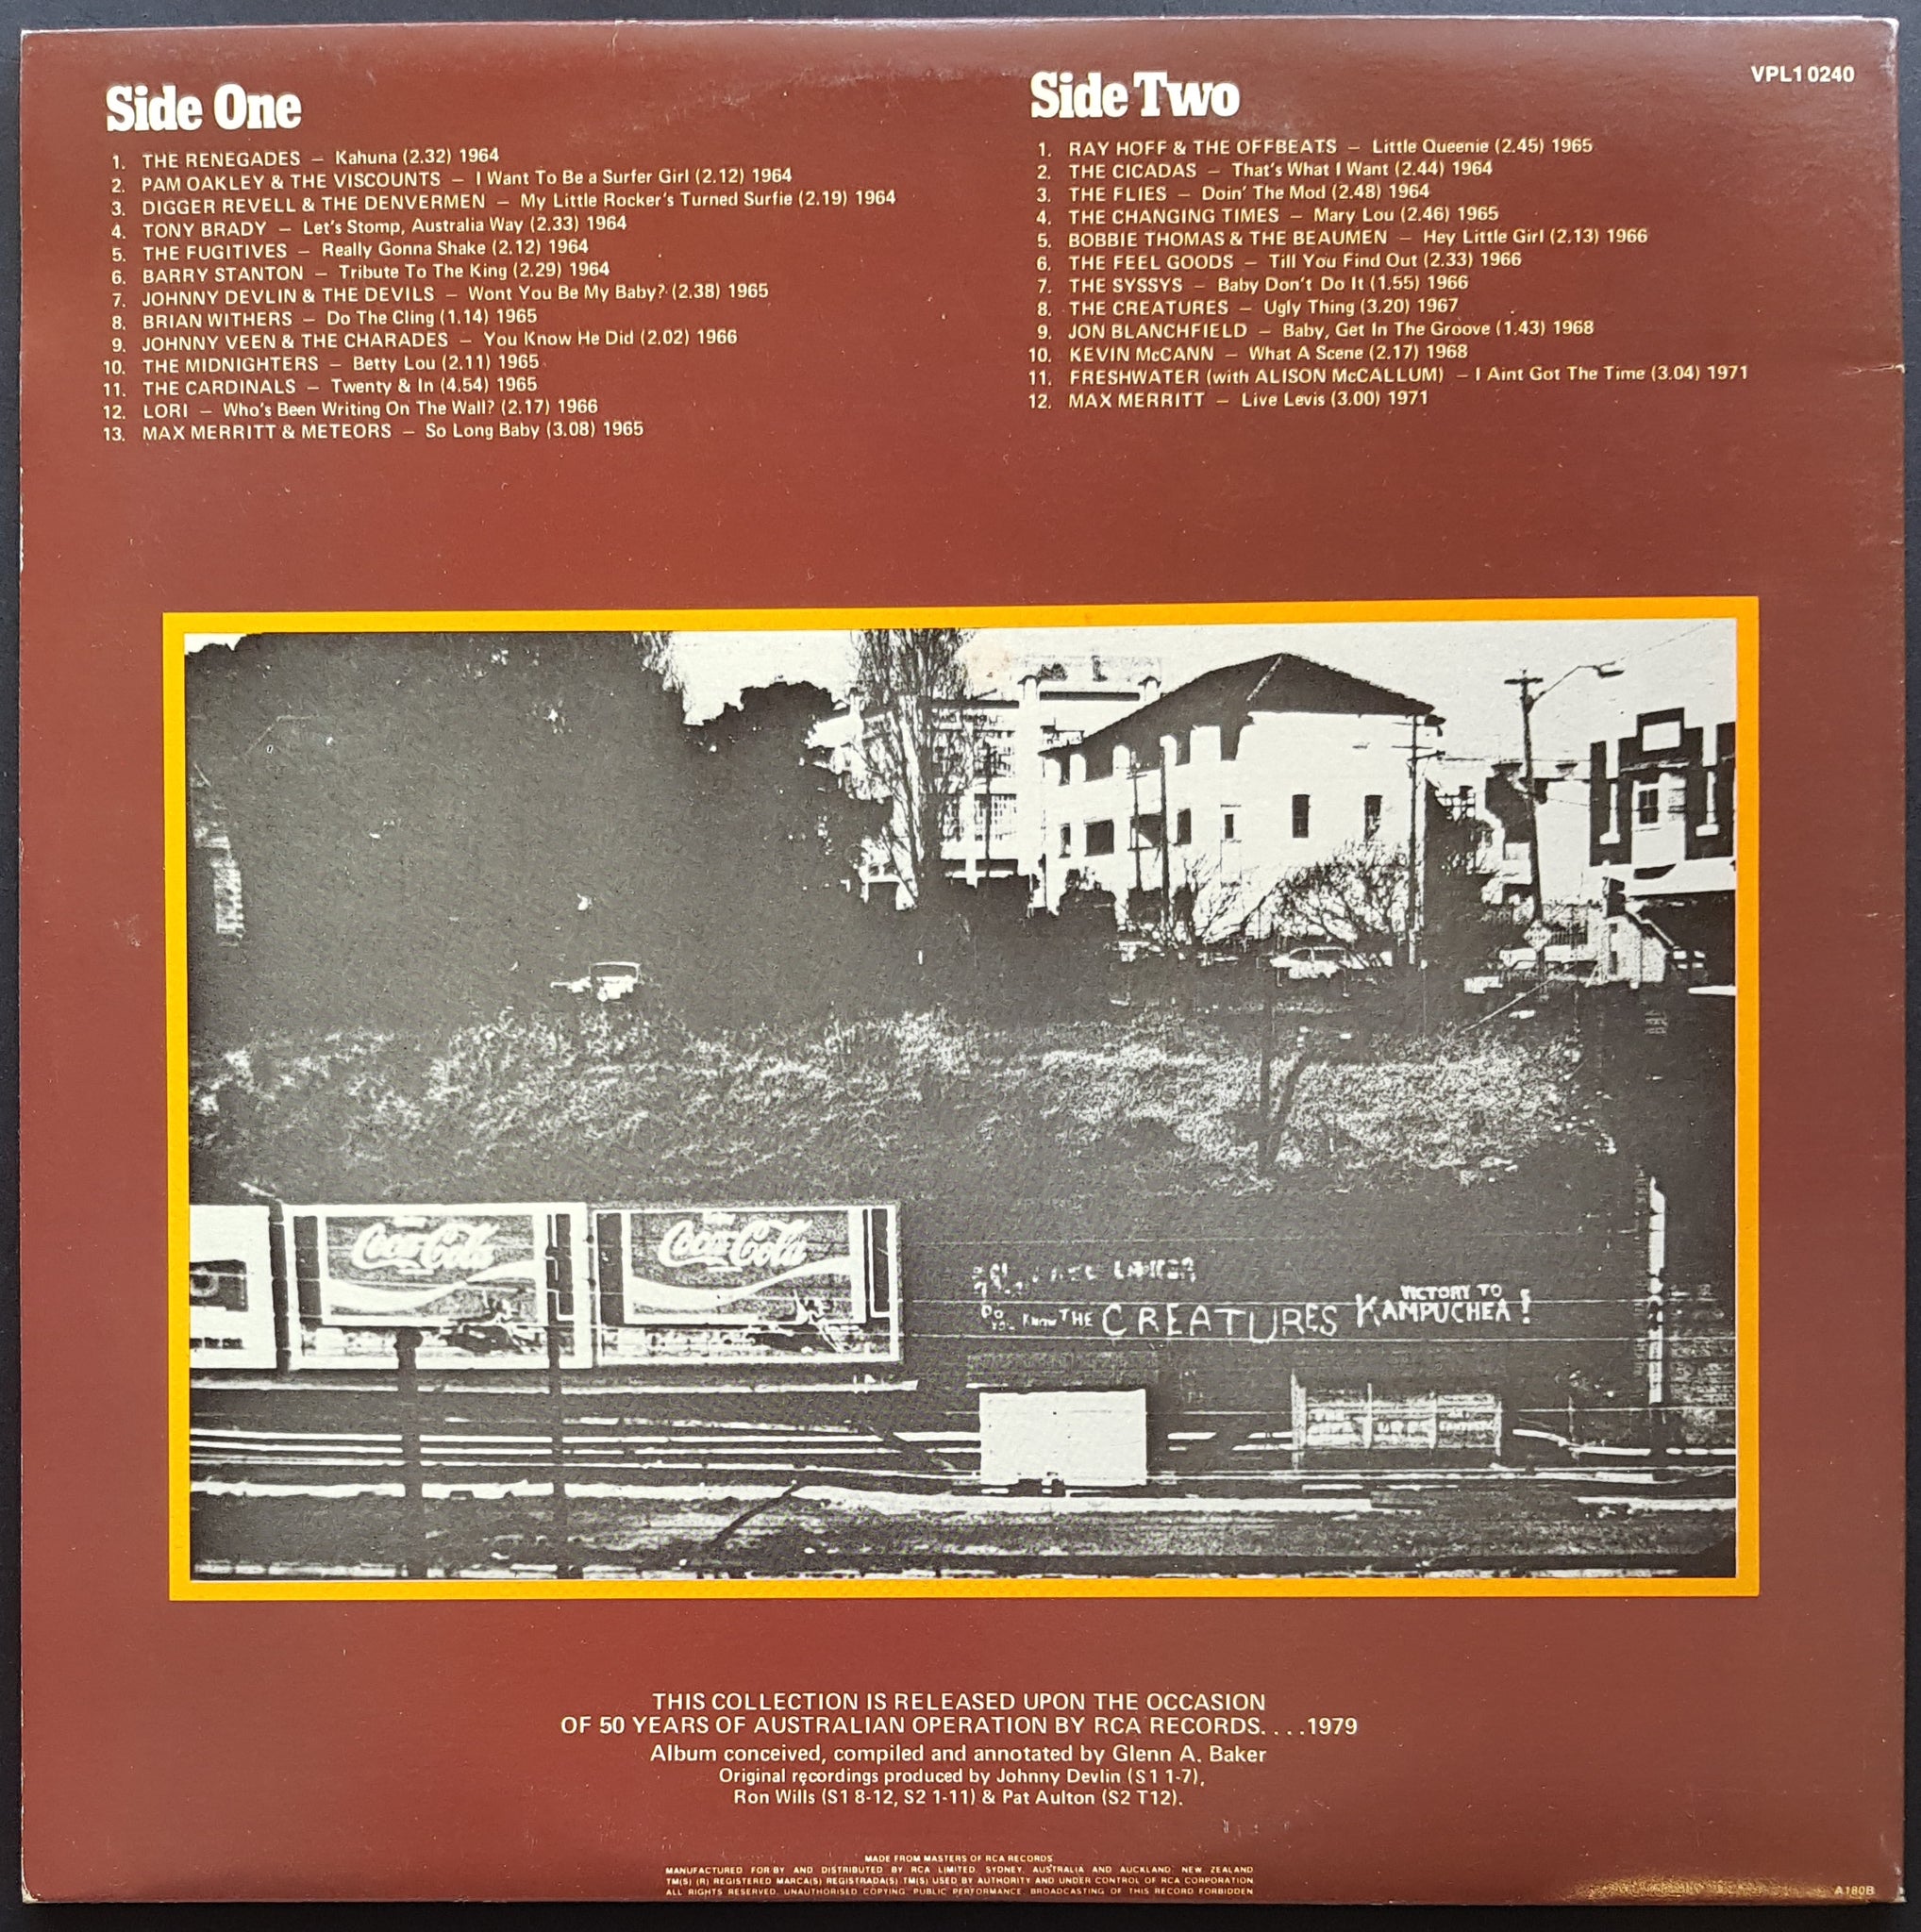 Side One
1. THE RENEGADES – Kahuna (2.32) 1964
2. PAM OAKLEY & THE VISCOUNTS – I Want To Be a Surfer Girl (2.12) 1964
3. DIGGER REVELL & THE DENVERMEN – My Little Rocker's Turned Surfie (2.19) 1964
4. TONY BRADY – Let's Stomp, Australia Way (2.33) 1964
5. THE FUGITIVES – Really Gonna Shake (2.12) 1964
6. BARRY STANTON – Tribute To The King (2.29) 1964
7. JOHNNY DEVLIN & THE DEVILS – Wont You Be My Baby? (2.38) 1965
8. BRIAN WITHERS – Do The Cling (1.14) 1965
9. JOHNNY VEEN & THE CHARADES – You Know He Did (2.02) 1966
10. THE MIDNIGHTERS – Betty Lou (2.11) 1965
11. THE CARDINALS – Twenty & In (4.54) 1965
12. LORI – Who's Been Writing On The Wall? (2.17) 1966
13. MAX MERRITT & METEORS – So Long Baby (3.08) 1965
Side Two
VPL1 0240
1. RAY HOFF & THE OFFBEATS – Little Queenie (2.45) 1965
2. THE CICADAS – That's What I Want (2.44) 1964
3. THE FLIES – Doin' The Mod (2.48) 1964
4. THE CHANGING TIMES – Mary Lou (2.46) 1965
5. BOBBIE THOMAS & THE BEAUMEN – Hey Little Girl (2.13) 1966
6. THE FEEL GOODS – Till You Find Out (2.33) 1966
7. THE SYSSYS – Baby Don't Do It (1.55) 1966
8. THE CREATURES – Ugly Thing (3.20) 1967
9. JON BLANCHFIELD – Baby, Get In The Groove (1.43) 1968
10. KEVIN McCANN – What A Scene (2.17) 1968
11. FRESHWATER (with ALISON McCALLUM) – I Aint Got The Time (3.04) 1971
12. MAX MERRITT – Live Levis (3.00) 1971
Coca-Cola
Coca-Cola
KNOW THE CREATURES
VICTORY TO
KAMPUCHEA!
THIS COLLECTION IS RELEASED UPON THE OCCASION
OF 50 YEARS OF AUSTRALIAN OPERATION BY RCA RECORDS. . . .1979
Album conceived, compiled and annotated by Glenn A. Baker
Original recordings produced by Johnny Devlin (S1 1-7),
Ron Wills (S1 8-12, S2 1-11) & Pat Aulton (S2 T12).
MADE FROM MASTERS OF RCA RECORDS
MANUFACTURED FOR BY AND DISTRIBUTED BY RCA LIMITED, SYDNEY, AUSTRALIA AND AUCKLAND, NEW ZEALAND
TM(S) (R) REGISTERED MARCA(S) REGISTRADA(S) TM(S) USED BY AUTHORITY AND UNDER CONTROL OF RCA CORPORATION
ALL RIGHTS RESERVED. UNAUTHORISED COPYING, PUBLIC PERFORMANCE, BROADCASTING OF THIS RECORD FORBIDDEN
A180B